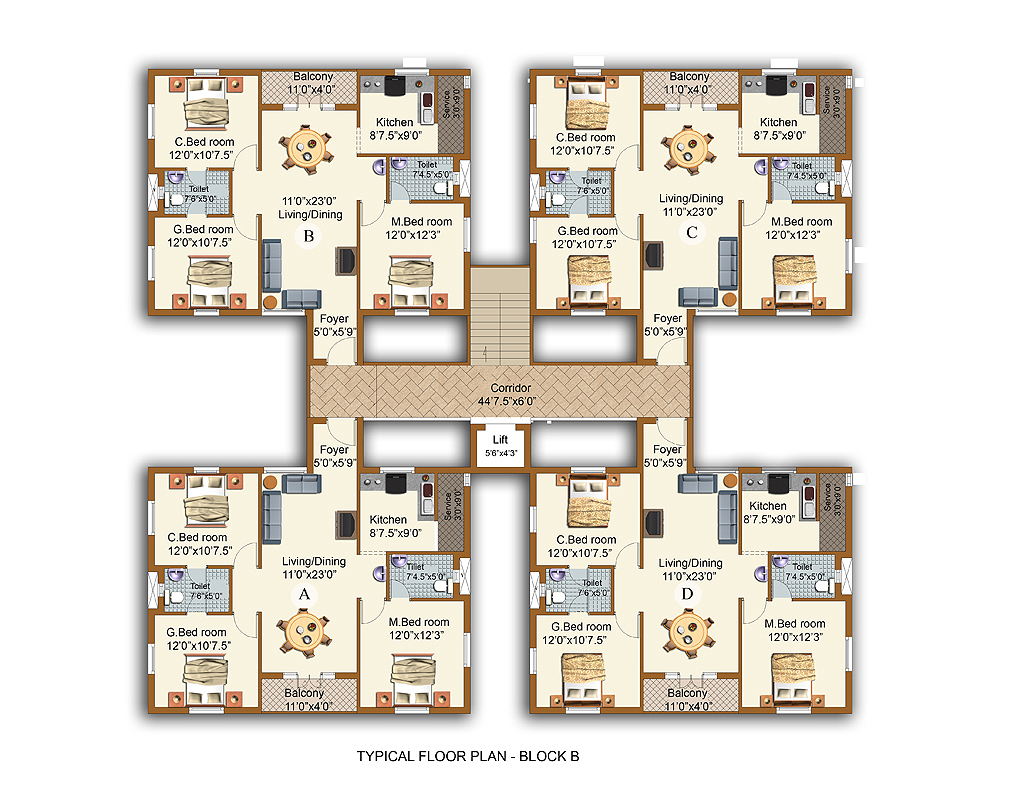 Balcony
11'0"x4'0"
C.Bed room
12'0"x10'7.5"
Kitchen
8'7.5"x9'0"
Service
3'0"x9'0"
Toilet
7'6"x5'0"
Toilet
7'4.5"x5'0"
11'0"x23'0"
Living/Dining
B
G.Bed room
12'0"x10'7.5"
M.Bed room
12'0"x12'3"
Foyer
5'0"x5'9"
Balcony
11'0"x4'0"
C.Bed room
12'0"x10'7.5"
Kitchen
8'7.5"x9'0"
Service
3'0"x9'0"
Toilet
7'6"x5'0"
Toilet
7'4.5"x5'0"
Living/Dining
11'0"x23'0"
C
G.Bed room
12'0"x10'7.5"
M.Bed room
12'0"x12'3"
Foyer
5'0"x5'9"
Corridor
44'7.5"x6'0"
Lift
5'6"x4'3"
Foyer
5'0"x5'9"
C.Bed room
12'0"x10'7.5"
Kitchen
8'7.5"x9'0"
Service
3'0"x9'0"
Living/Dining
11'0"x23'0"
A
Toilet
7'6"x5'0"
Toilet
7'4.5"x5'0"
G.Bed room
12'0"x10'7.5"
M.Bed room
12'0"x12'3"
Balcony
11'0"x4'0"
Foyer
5'0"x5'9"
C.Bed room
12'0"x10'7.5"
Kitchen
8'7.5"x9'0"
Service
3'0"x9'0"
Living/Dining
11'0"x23'0"
D
Toilet
7'6"x5'0"
Toilet
7'4.5"x5'0"
G.Bed room
12'0"x10'7.5"
M.Bed room
12'0"x12'3"
Balcony
11'0"x4'0"
TYPICAL FLOOR PLAN - BLOCK B